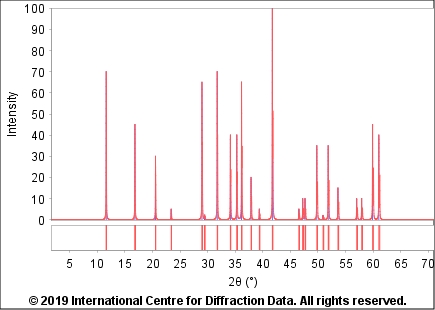 100
90
80
70
60
50
40
30
20
10
0
Intensity
5 10 15 20 25 30 35 40 45 50 55 60 65 70
2θ (°)
© 2019 International Centre for Diffraction Data. All rights reserved.